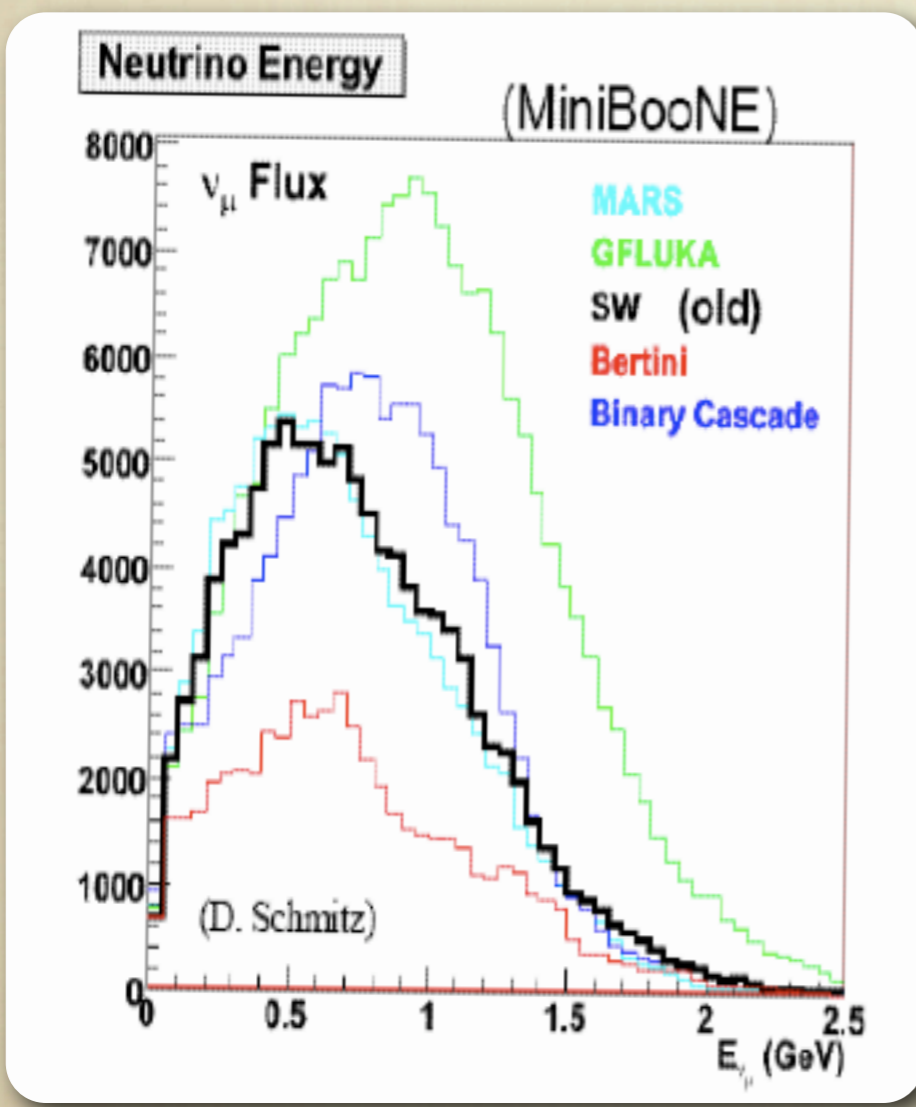 Neutrino Energy
(MiniBooNE)
8000
7000
6000
5000
4000
3000
2000
1000
0
ν_μ Flux
MARS
GFLUKA
SW (old)
Bertini
Binary Cascade
(D. Schmitz)
0 0.5 1 1.5 2 2.5
E_ν_μ (GeV)